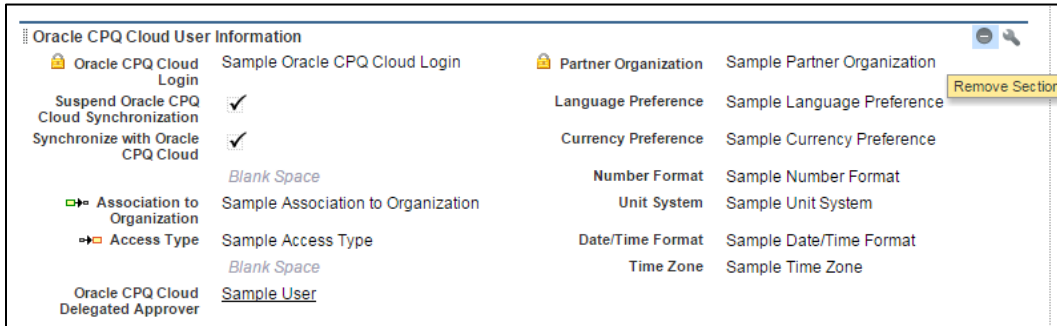 Oracle CPQ Cloud User Information
Oracle CPQ Cloud Login Sample Oracle CPQ Cloud Login
Partner Organization Sample Partner Organization
Remove Section
Suspend Oracle CPQ Cloud Synchronization
Language Preference Sample Language Preference
Synchronize with Oracle CPQ Cloud
Currency Preference Sample Currency Preference
Blank Space
Number Format Sample Number Format
Association to Organization Sample Association to Organization
Unit System Sample Unit System
Access Type Sample Access Type
Date/Time Format Sample Date/Time Format
Blank Space
Time Zone Sample Time Zone
Oracle CPQ Cloud Delegated Approver Sample User